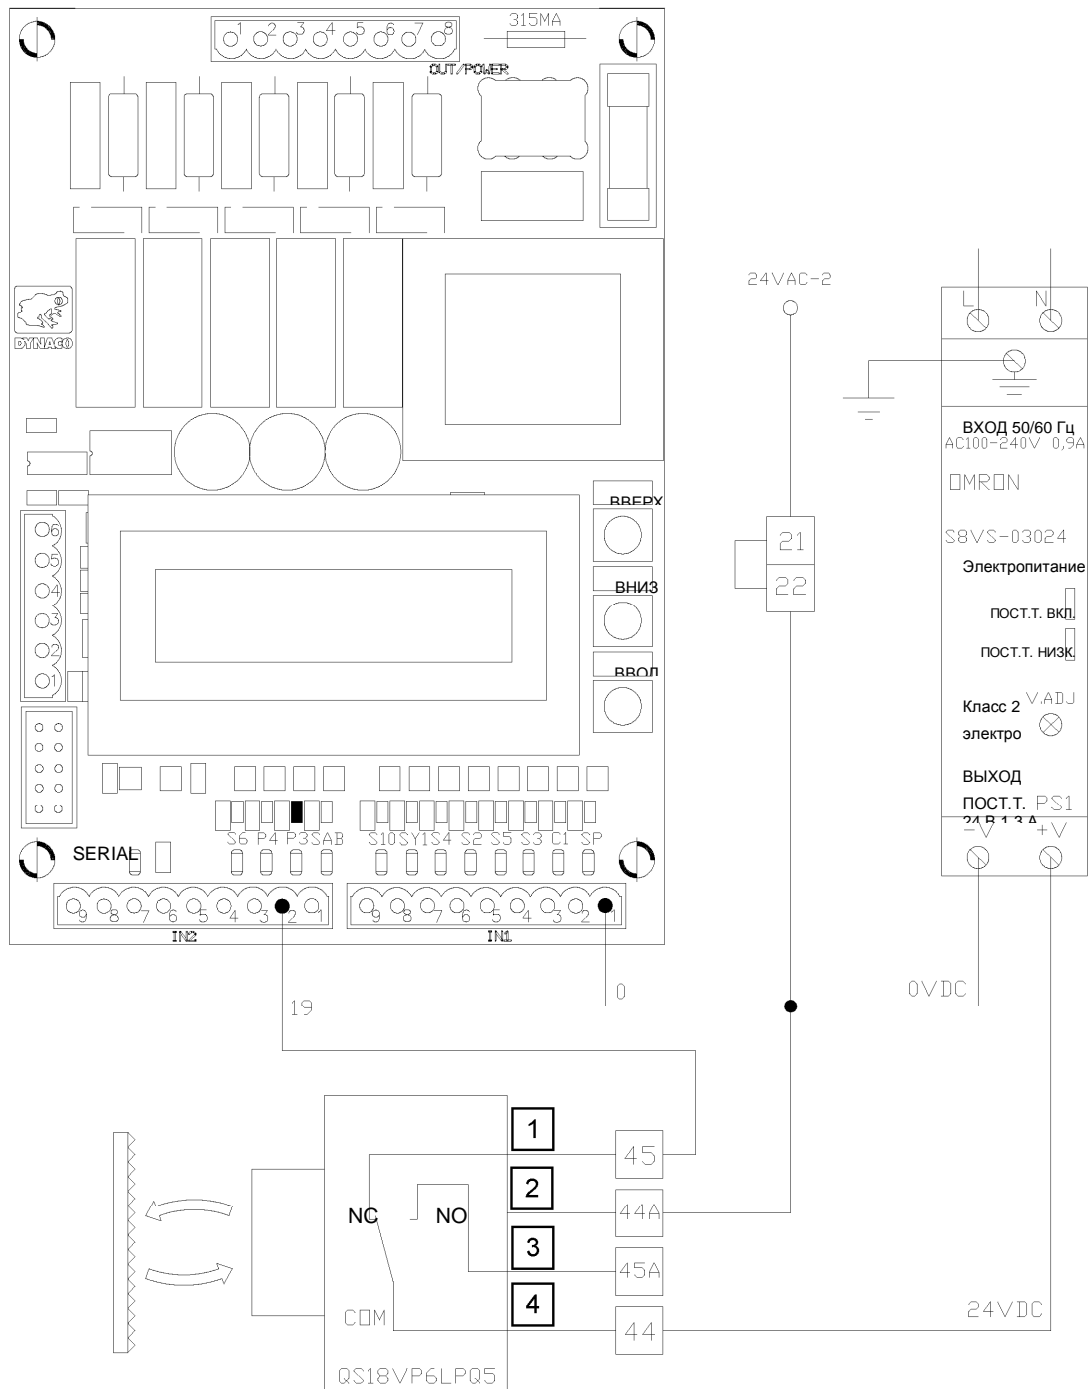 315MA
1 2 3 4 5 6 7 8
OUT/POWER
24VAC-2
L N
DYNACO
ВХОД 50/60 Гц
AC100-240V 0,9A
OMRON
ВВЕРХ
21
S8VS-03024
6
5
4
3
2
1
Электропитание
22
ВНИЗ
ПОСТ.Т. ВКЛ.
ПОСТ.Т. НИЗК.
ВВОД
V.ADJ
Класс 2
электро
ВЫХОД
ПОСТ.Т. PS1
24 В 1,3 А
-V +V
S6 P4 P3 SAB S10 SY1 S4 S2 S5 S3 C1 SP
SERIAL
9 8 7 6 5 4 3 2 1 9 8 7 6 5 4 3 2 1
IN2 IN1
19 0 0VDC
1 45
2 44A
NC NO
3 45A
4 44
COM 24VDC
QS18VP6LPQ5